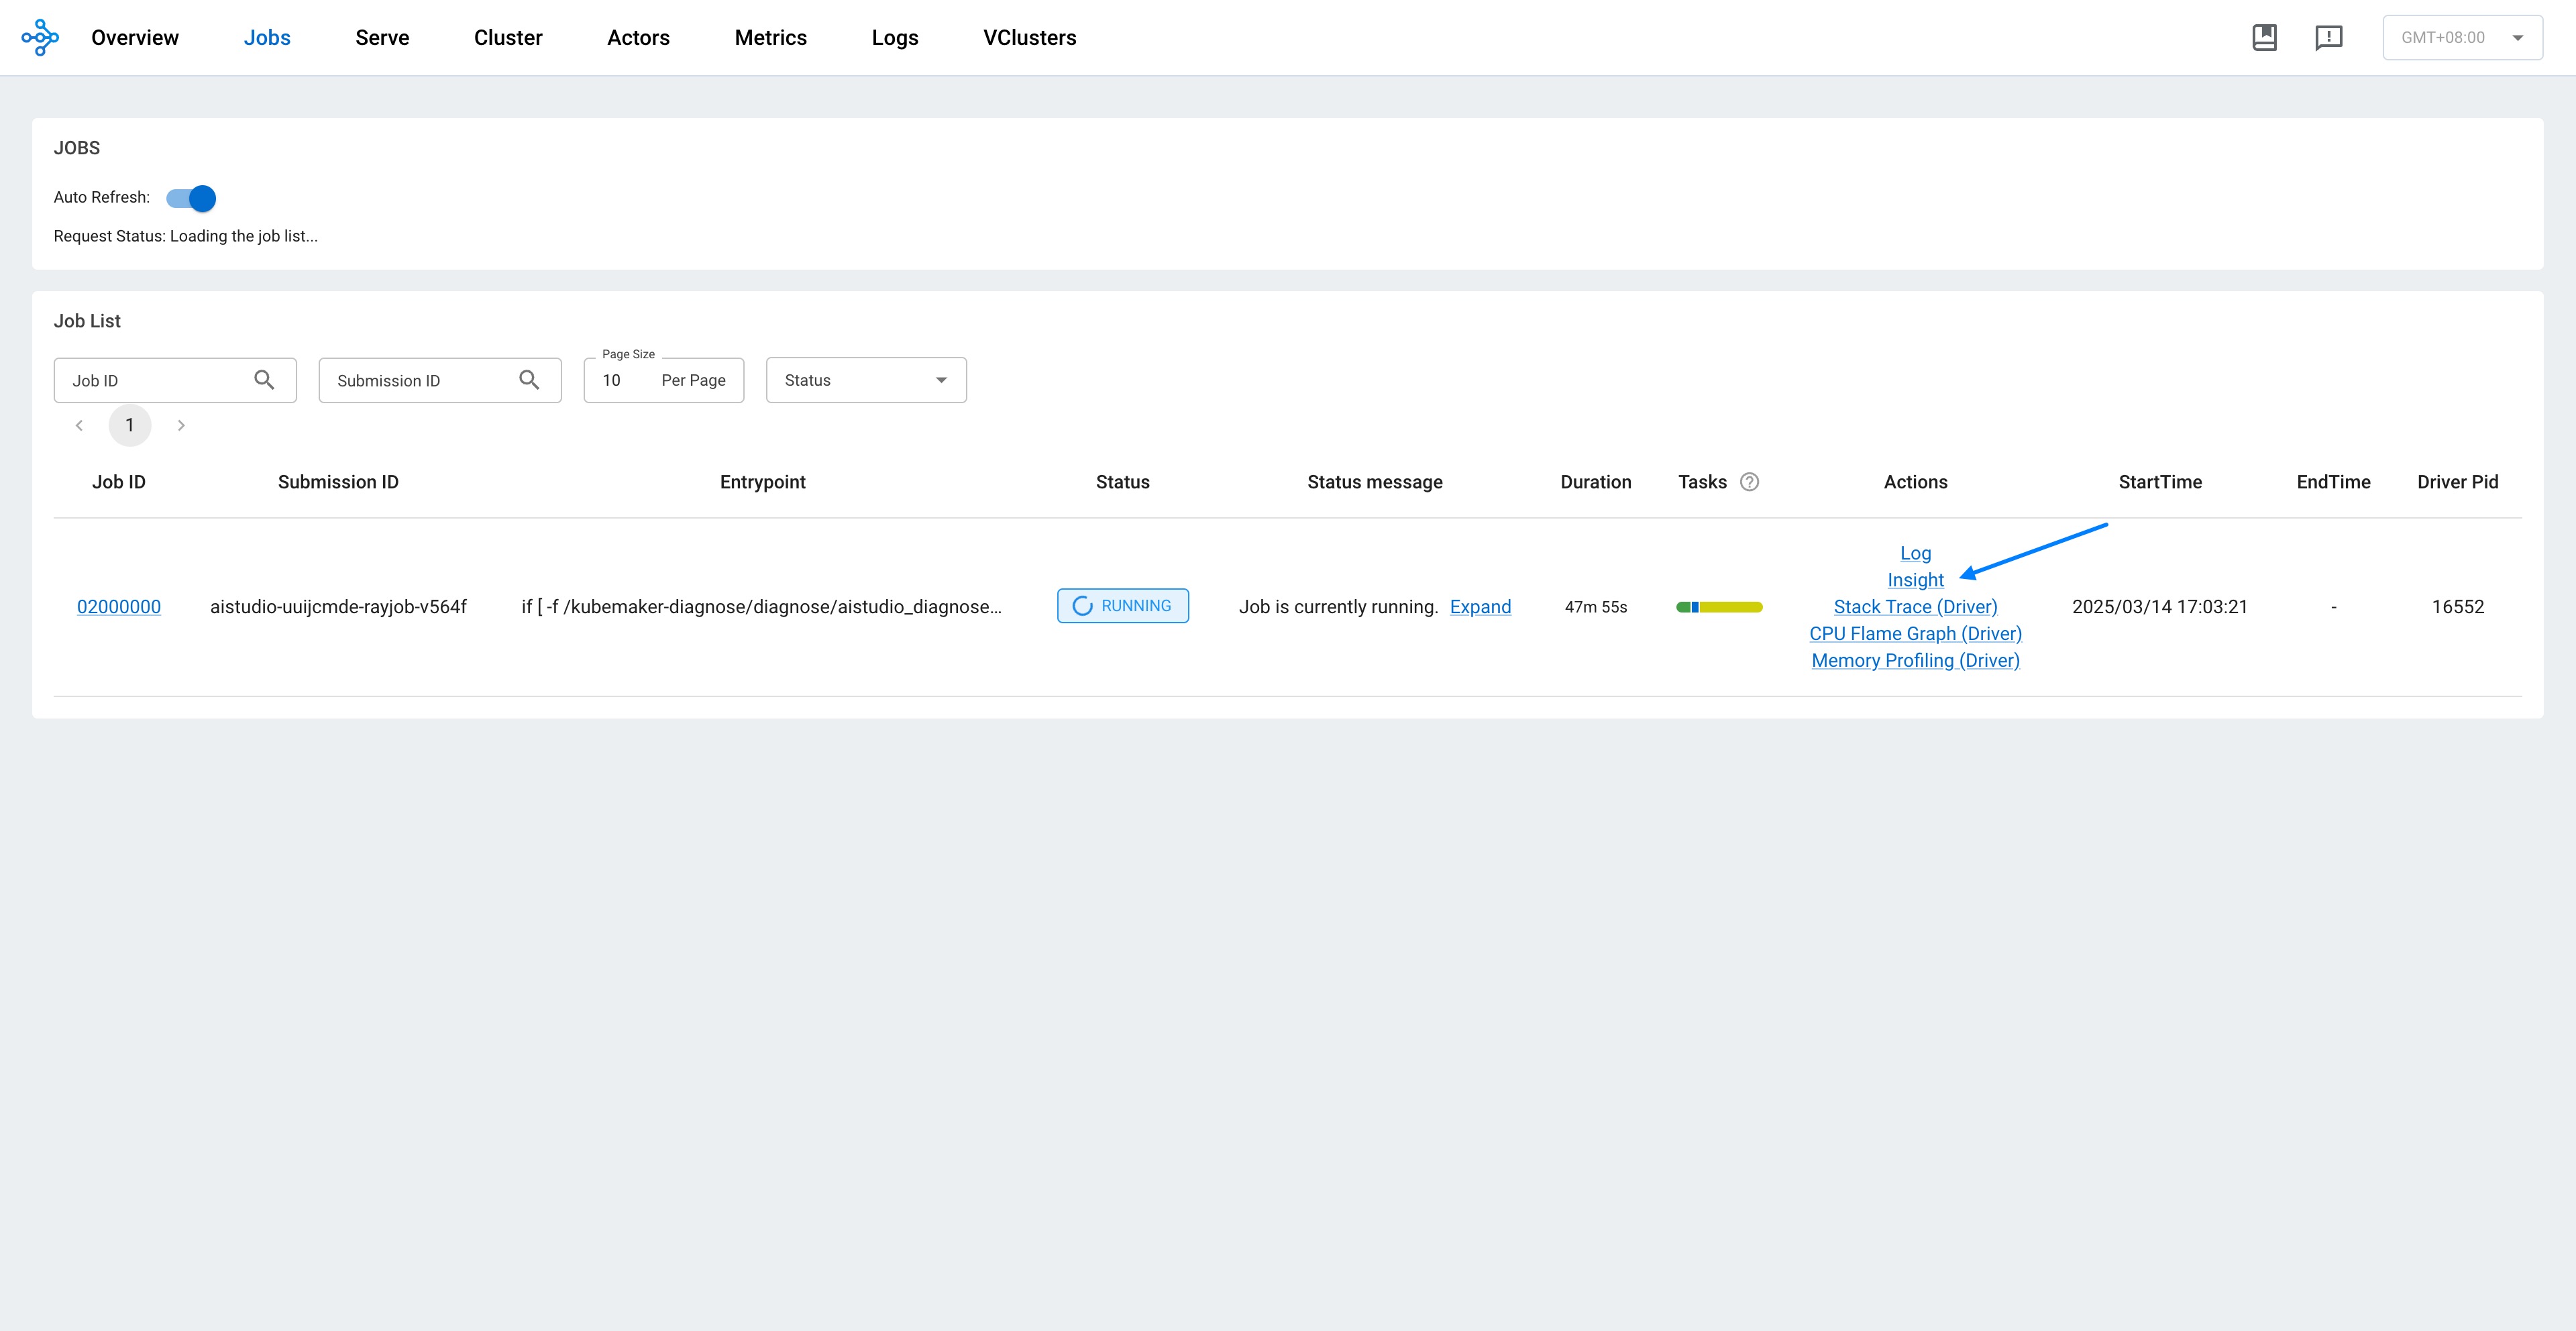 Overview Jobs Serve Cluster Actors Metrics Logs VClusters GMT+08:00
JOBS
Auto Refresh:
Request Status: Loading the job list...
Job List
Page Size
Job ID Submission ID 10 Per Page Status
1
Job ID Submission ID Entrypoint Status Status message Duration Tasks Actions StartTime EndTime Driver Pid
Log
Insight
02000000 aistudio-uuijcmde-rayjob-v564f if [ -f /kubemaker-diagnose/diagnose/aistudio_diagnose... RUNNING Job is currently running. Expand 47m 55s Stack Trace (Driver) 2025/03/14 17:03:21 - 16552
CPU Flame Graph (Driver)
Memory Profiling (Driver)